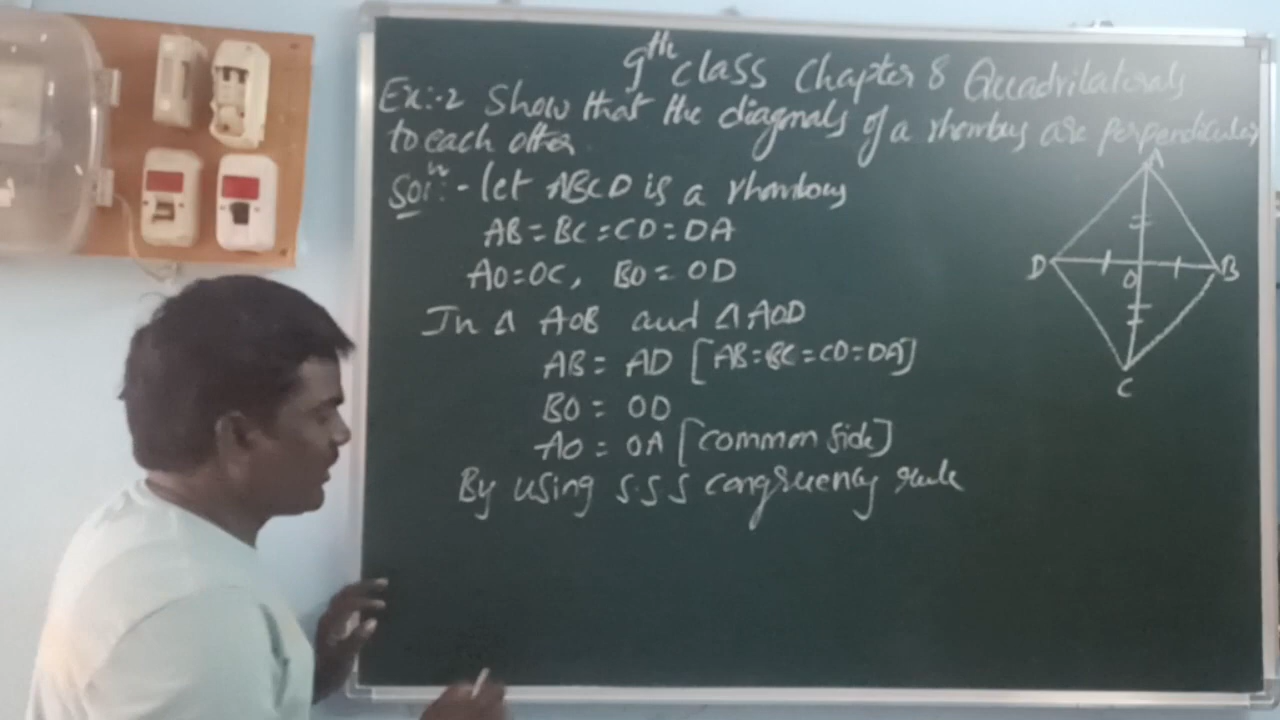 9th class Chapter 8 Quadrilaterals
Ex:-2 Show that the diagonals of a rhombus are perpendicular
to each other.
Soln:- let ABCD is a rhombus
AB = BC = CD = DA
AO = OC, BO = OD
In Δ AOB and Δ AOD
AB = AD [AB = BC = CD = DA]
BO = OD
AO = OA [common side]
By using S.S.S congruency rule
A
D
O
B
C